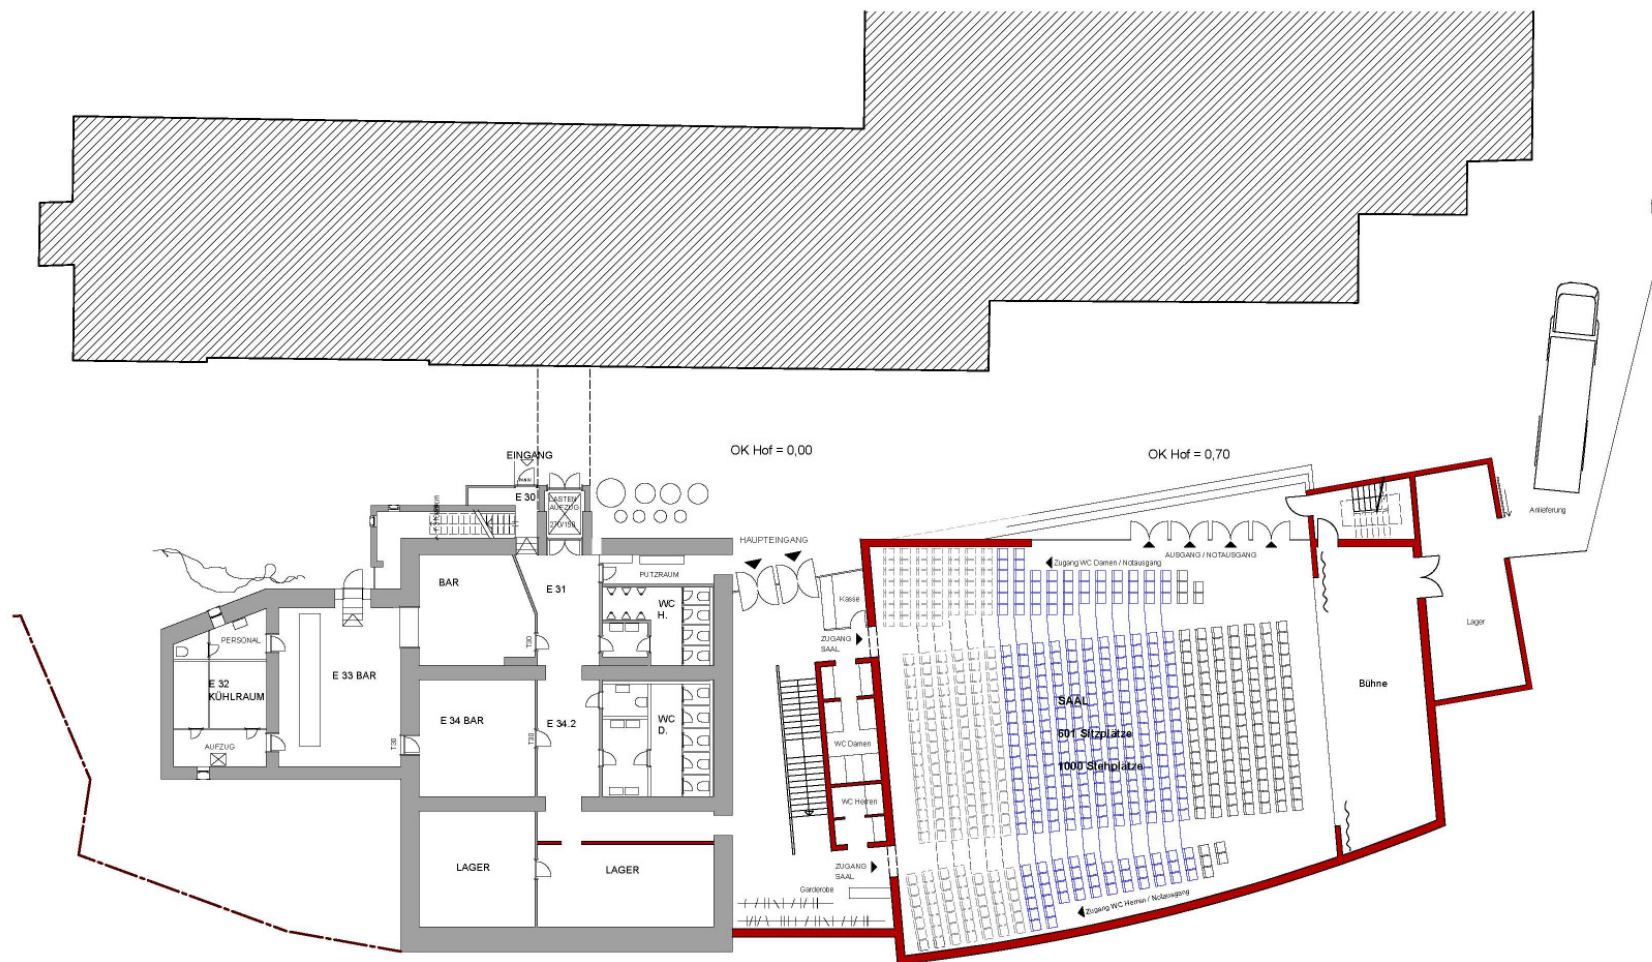 OK Hof = 0,00
OK Hof = 0,70
EINGANG
E 30
LASTEN
AUFZUG
270/150
Anlieferung
HAUPTEINGANG
AUSGANG / NOTAUSGANG
Zugang WC Damen / Notausgang
BAR
E 31
PUTZRAUM
WC
H.
Kasse
ZUGANG
SAAL
Lager
PERSONAL
T30
E 32
KÜHLRAUM
E 33 BAR
E 34 BAR
E 34.2
WC
D.
SAAL
601 Sitzplätze
1000 Stehplätze
Bühne
AUFZUG
T30
T30
WC Damen
WC Herren
LAGER
LAGER
ZUGANG
SAAL
Garderobe
Zugang WC Herren / Notausgang